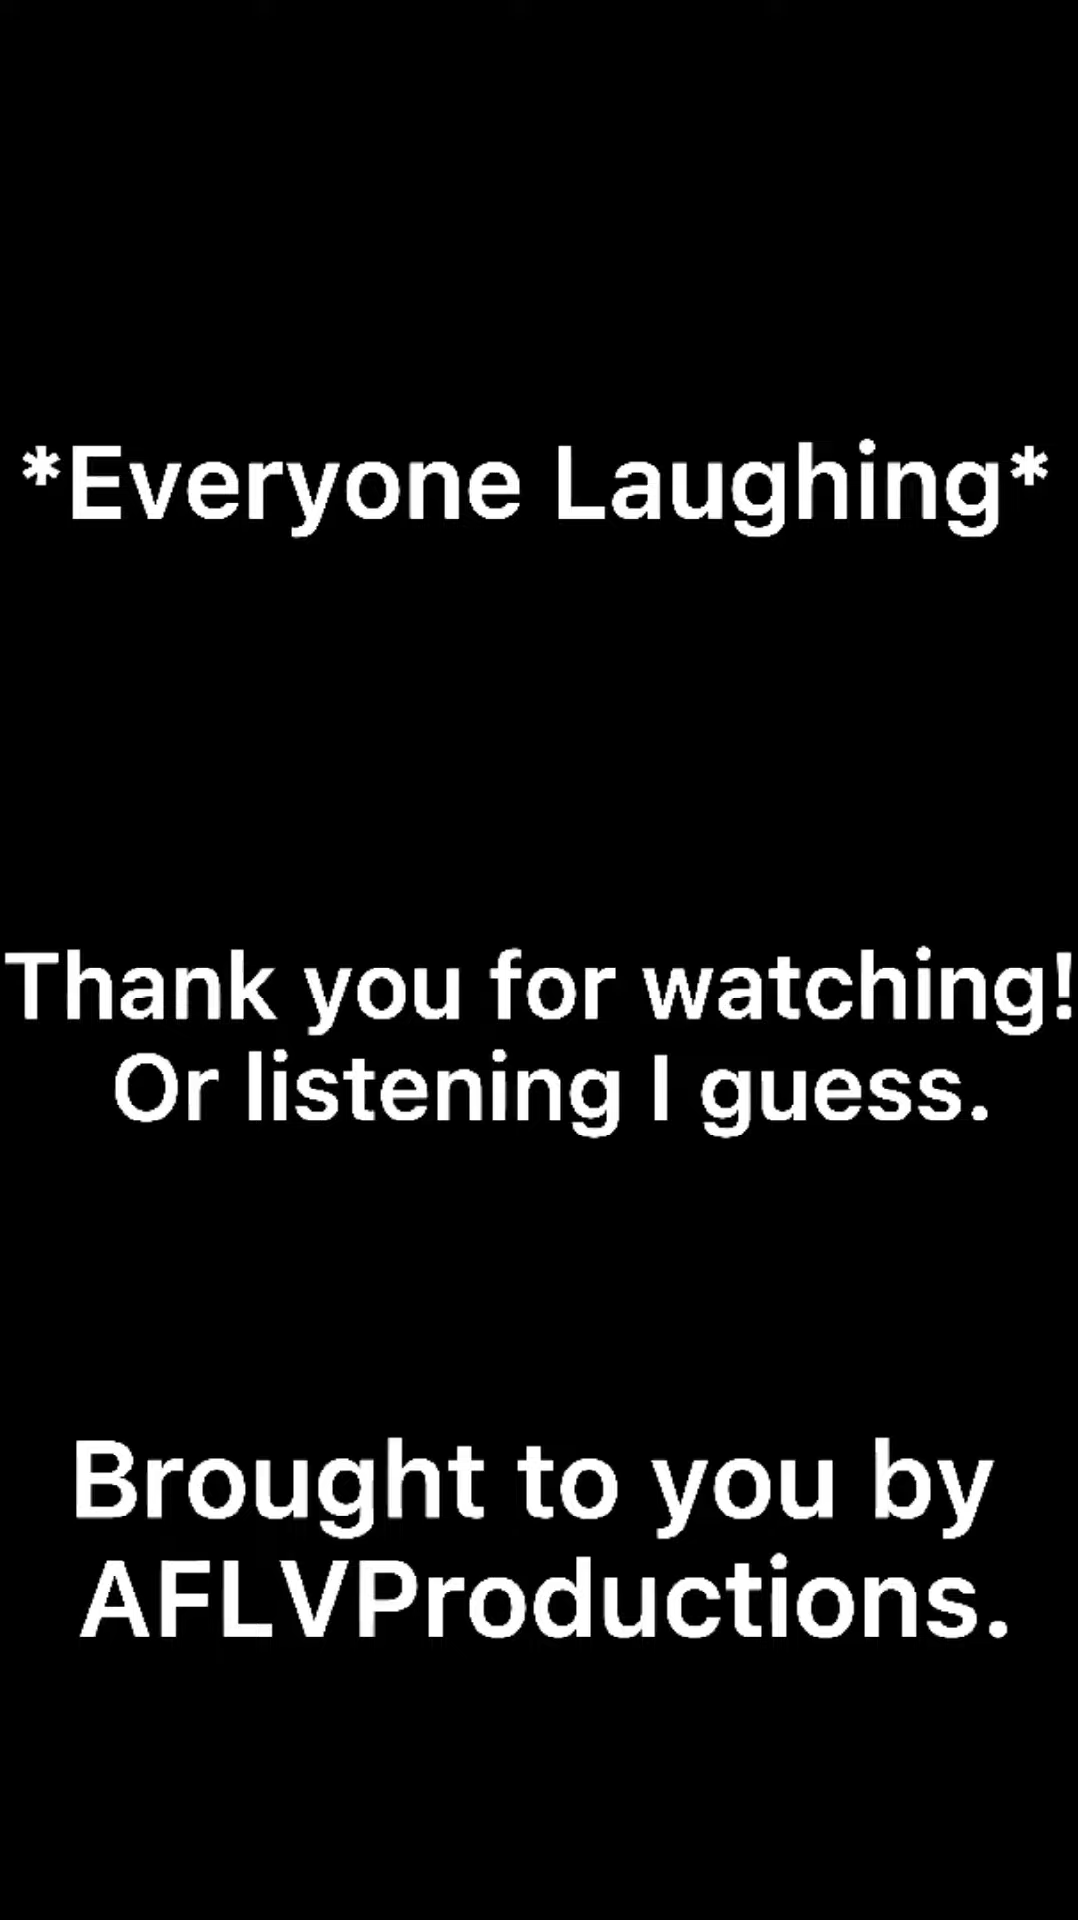 *Everyone Laughing*
Thank you for watching!
Or listening I guess.
Brought to you by
AFLVProductions.